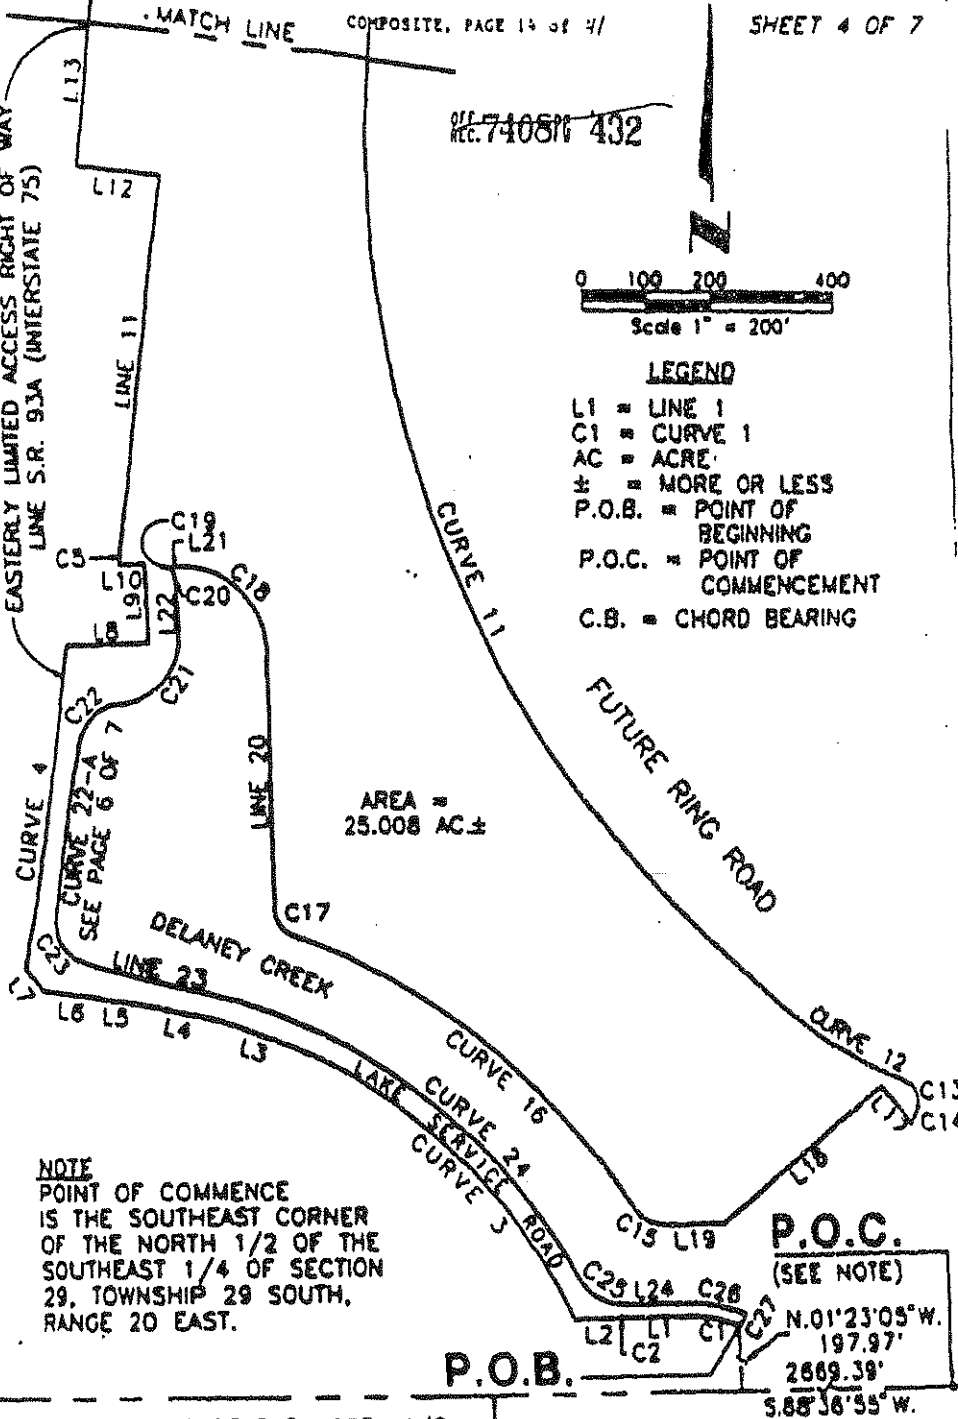 MATCH LINE
COMPOSITE, PAGE
SHEET 4 OF 7
OFF. REC. 7408PG 432
L13
EASTERLY LIMITED ACCESS RIGHT OF WAY
LINE S.R. 93A (INTERSTATE 75)
L12
LINE 11
N
0 100 200 400
Scale 1" = 200'
LEGEND
L1 = LINE 1
C1 = CURVE 1
AC = ACRE
± = MORE OR LESS
P.O.B. = POINT OF
BEGINNING
P.O.C. = POINT OF
COMMENCEMENT
C.B. = CHORD BEARING
CURVE 11
C19
L21
C5
L10
C18
L9
L22
C20
L8
C21
C22
CURVE 4
CURVE 22-A
SEE PAGE 6 OF 7
LINE 20
AREA =
25.008 AC.±
FUTURE RING ROAD
C17
DELANEY CREEK
C23
LINE 23
L7
L6
L5
L4
L3
CURVE 16
CURVE 24
LAKE SERVICE ROAD
CURVE 3
CURVE 12
C13
C14
L17
L18
C15
L19
NOTE
POINT OF COMMENCE
IS THE SOUTHEAST CORNER
OF THE NORTH 1/2 OF THE
SOUTHEAST 1/4 OF SECTION
29, TOWNSHIP 29 SOUTH,
RANGE 20 EAST.
P.O.C.
(SEE NOTE)
C25
L24
C26
C27
L2
L1
C1
C2
N.01°23'05"W.
197.97'
P.O.B.
2669.39'
S.88°36'55"W.